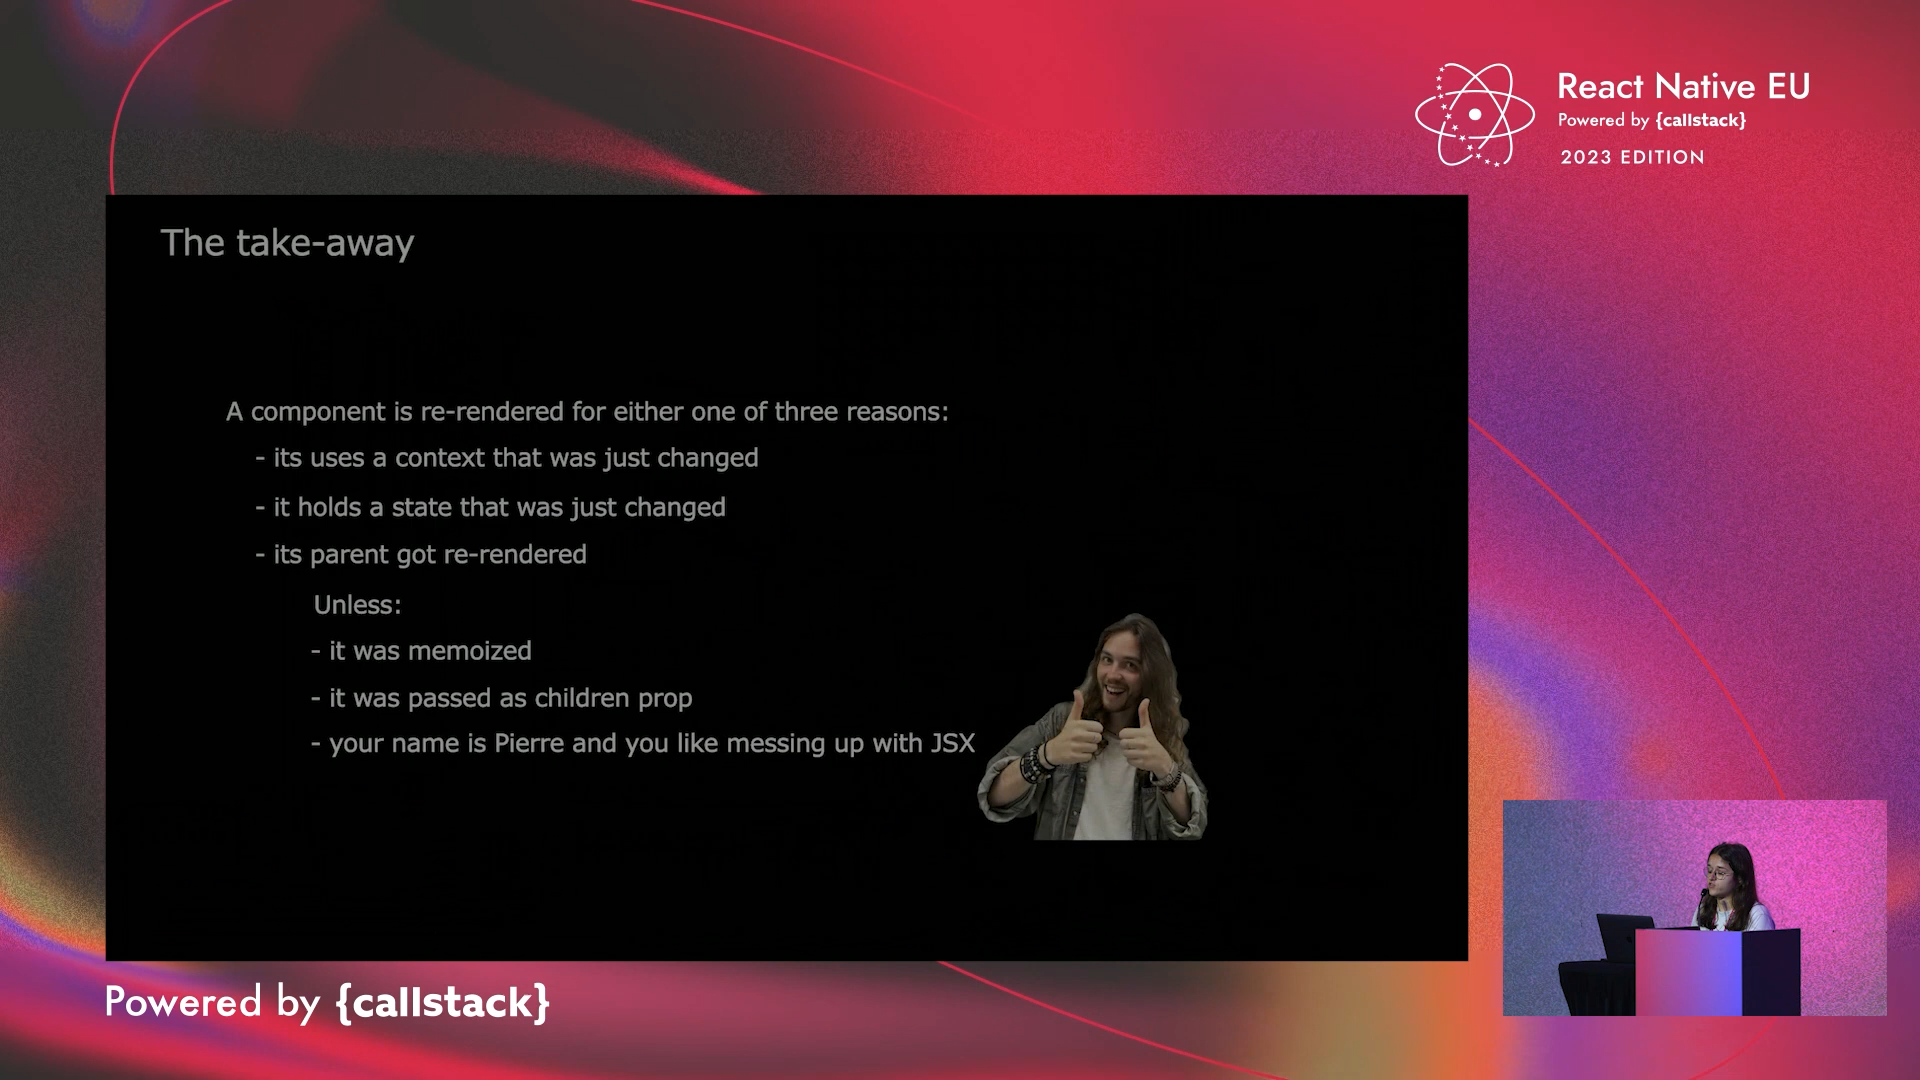 React Native EU
Powered by {callstack}
2023 EDITION
The take-away
A component is re-rendered for either one of three reasons:
- its uses a context that was just changed
- it holds a state that was just changed
- its parent got re-rendered
Unless:
- it was memoized
- it was passed as children prop
- your name is Pierre and you like messing up with JSX
Powered by {callstack}